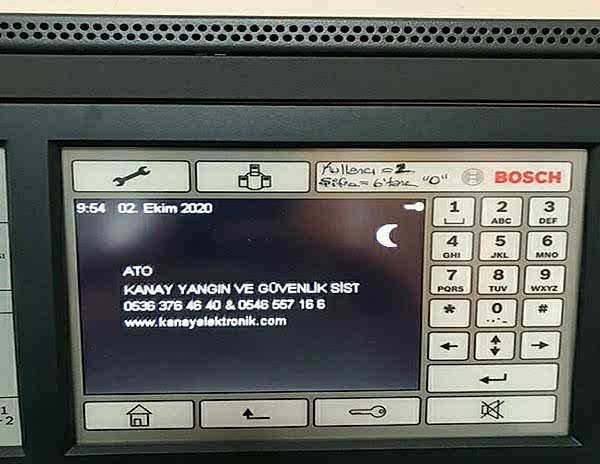 Kullanıcı = 2
Şifre = 6 tane "0"
BOSCH
9:54 02. Ekim 2020
ATO
KANAY YANGIN VE GÜVENLİK SİST
0536 376 46 40 & 0546 557 16 6
www.kanayelektronik.com
1
2 ABC
3 DEF
4 GHI
5 JKL
6 MNO
7 PQRS
8 TUV
9 WXYZ
*
0
#